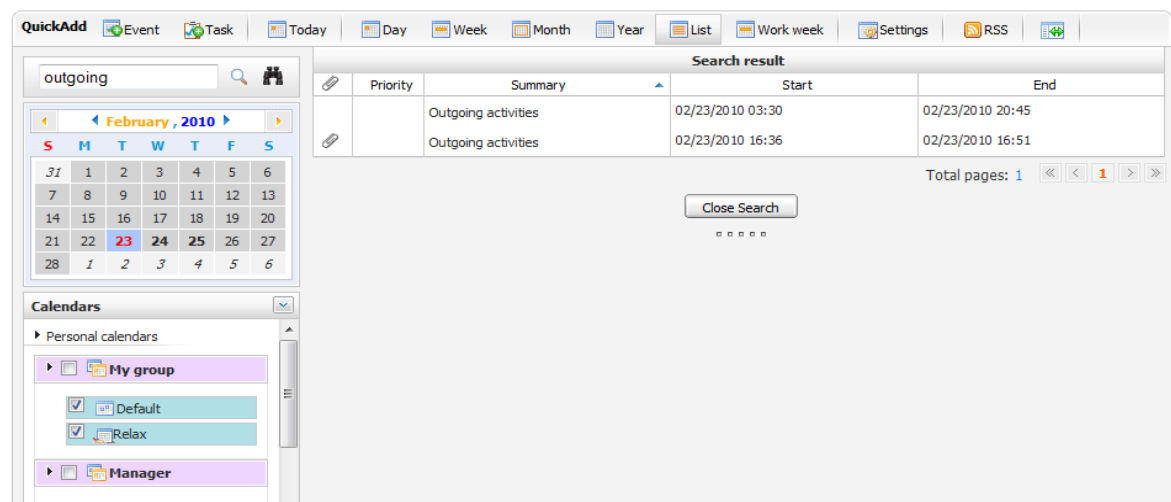 QuickAdd Event Task Today Day Week Month Year List Work week Settings RSS
outgoing
Search result
Priority Summary Start End
Outgoing activities 02/23/2010 03:30 02/23/2010 20:45
Outgoing activities 02/23/2010 16:36 02/23/2010 16:51
Total pages: 1 « < 1 > »
Close Search
February , 2010
S M T W T F S
31 1 2 3 4 5 6
7 8 9 10 11 12 13
14 15 16 17 18 19 20
21 22 23 24 25 26 27
28 1 2 3 4 5 6
Calendars
Personal calendars
My group
Default
Relax
Manager